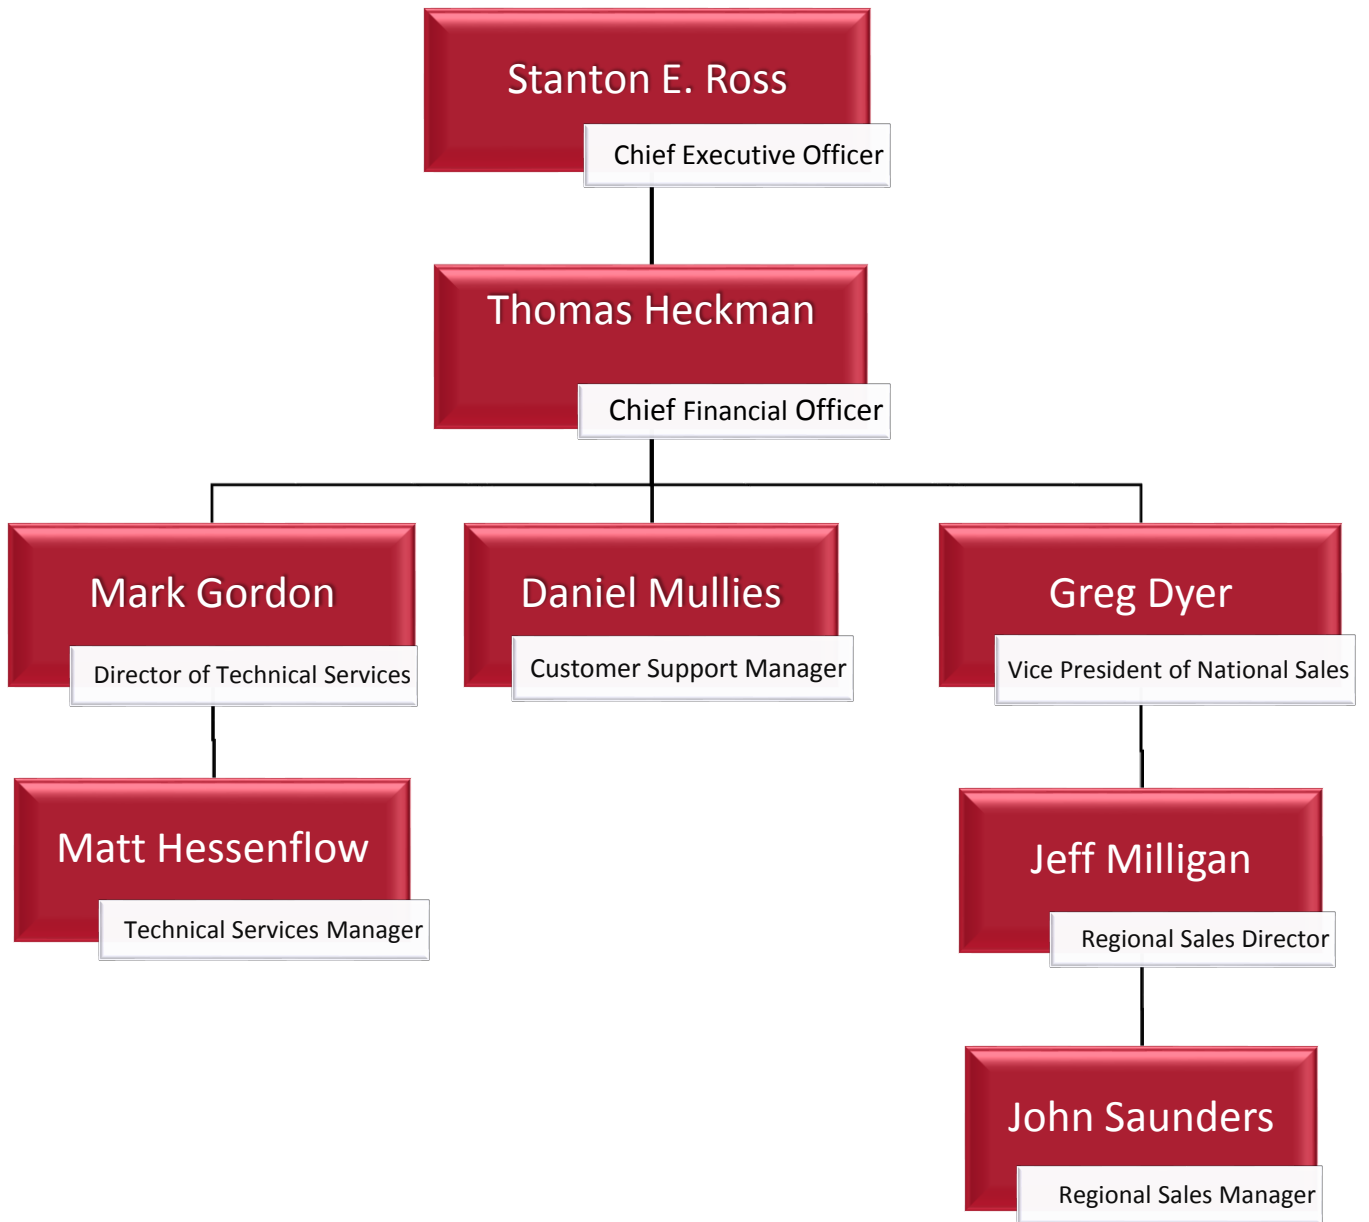 Stanton E. Ross
Chief Executive Officer
Thomas Heckman
Chief Financial Officer
Mark Gordon
Director of Technical Services
Daniel Mullies
Customer Support Manager
Greg Dyer
Vice President of National Sales
Matt Hessenflow
Technical Services Manager
Jeff Milligan
Regional Sales Director
John Saunders
Regional Sales Manager